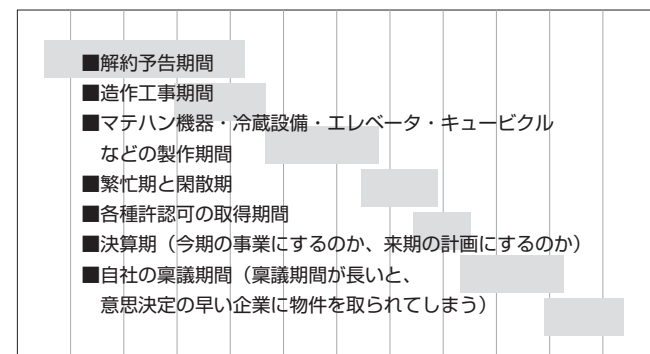 ■解約予告期間
■造作工事期間
■マテハン機器・冷蔵設備・エレベータ・キュービクル
などの製作期間
■繁忙期と閑散期
■各種許認可の取得期間
■決算期（今期の事業にするのか、来期の計画にするのか）
■自社の稟議期間（稟議期間が長いと、
意思決定の早い企業に物件を取られてしまう）